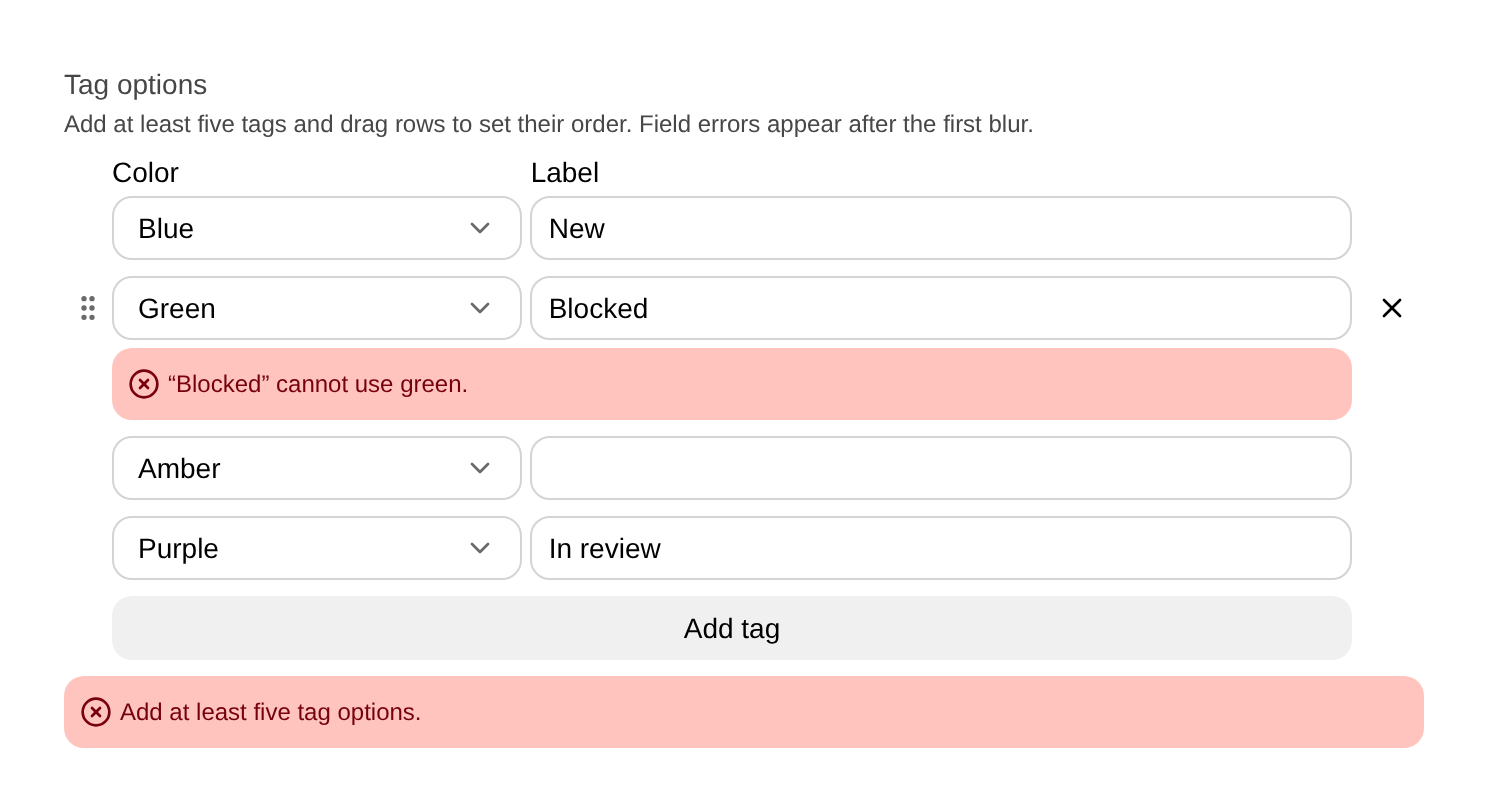 Tag options
Add at least five tags and drag rows to set their order. Field errors appear after the first blur.
Color Label
Blue New
Green Blocked
“Blocked” cannot use green.
Amber
Purple In review
Add tag
Add at least five tag options.